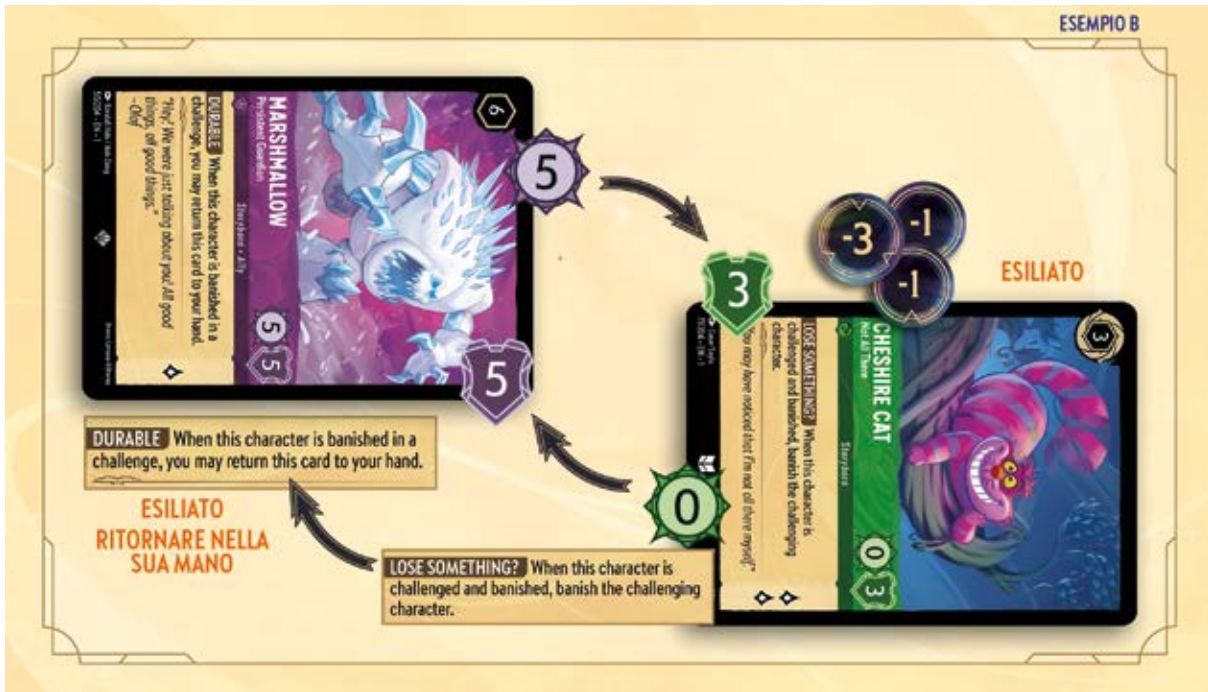 ESEMPIO B
6
MARSHMALLOW
Persistent Guardian
Storyborn • Ally
5
5
DURABLE When this character is banished in a
challenge, you may return this card to your hand.
"Hey! We were just talking about you! All good
things, all good things."
- Olaf
5
5
DURABLE When this character is banished in a
challenge, you may return this card to your hand.
ESILIATO
RITORNARE NELLA
SUA MANO
-3
-1
-1
ESILIATO
3
0
3
CHESHIRE CAT
Not All There
Storyborn
0
3
LOSE SOMETHING? When this character is
challenged and banished, banish the challenging
character.
"You may have noticed that I'm not all there myself."
LOSE SOMETHING? When this character is
challenged and banished, banish the challenging
character.